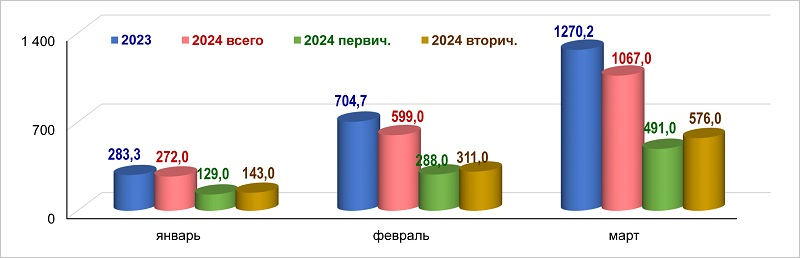 1 400
700
0
2023
2024 всего
2024 первич.
2024 вторич.
283,3
272,0
129,0
143,0
704,7
599,0
288,0
311,0
1270,2
1067,0
491,0
576,0
январь
февраль
март